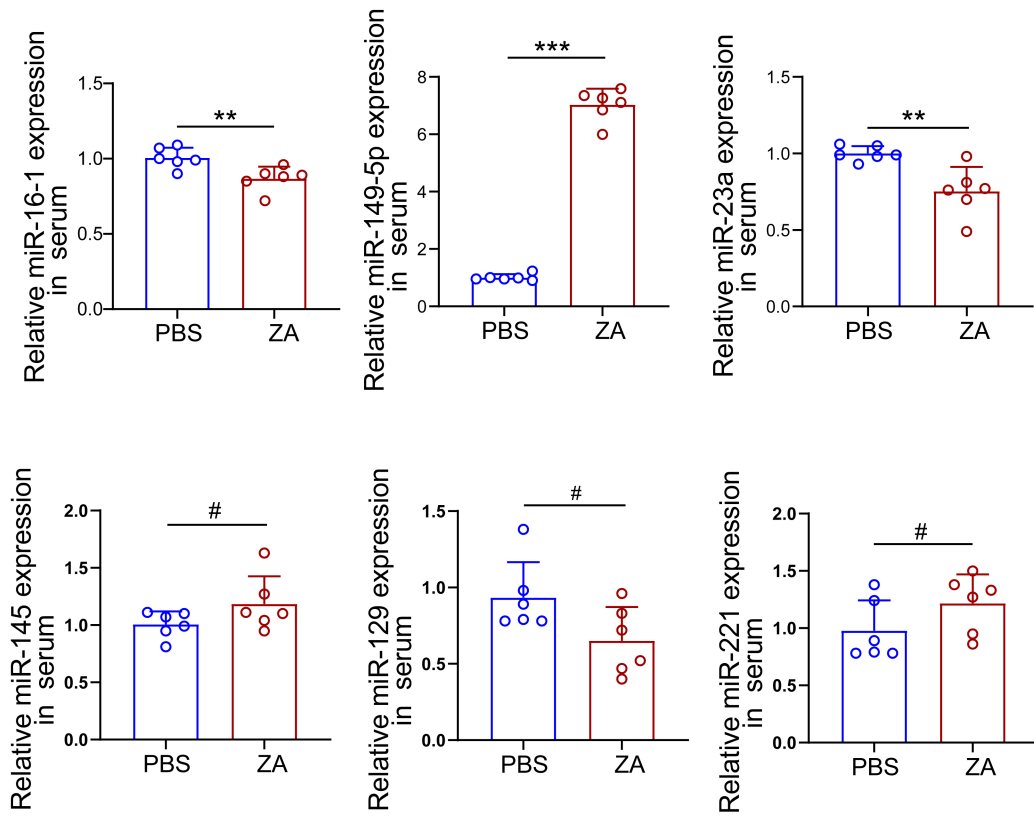 Relative miR-16-1 expression
in serum
1.5
1.0
0.5
0.0
**
PBS
ZA
Relative miR-149-5p expression
in serum
8
6
4
2
0
***
PBS
ZA
Relative miR-23a expression
in serum
1.5
1.0
0.5
0.0
**
PBS
ZA
Relative miR-145 expression
in serum
2.0
1.5
1.0
0.5
0.0
#
PBS
ZA
Relative miR-129 expression
in serum
1.5
1.0
0.5
0.0
#
PBS
ZA
Relative miR-221 expression
in serum
2.0
1.5
1.0
0.5
0.0
#
PBS
ZA